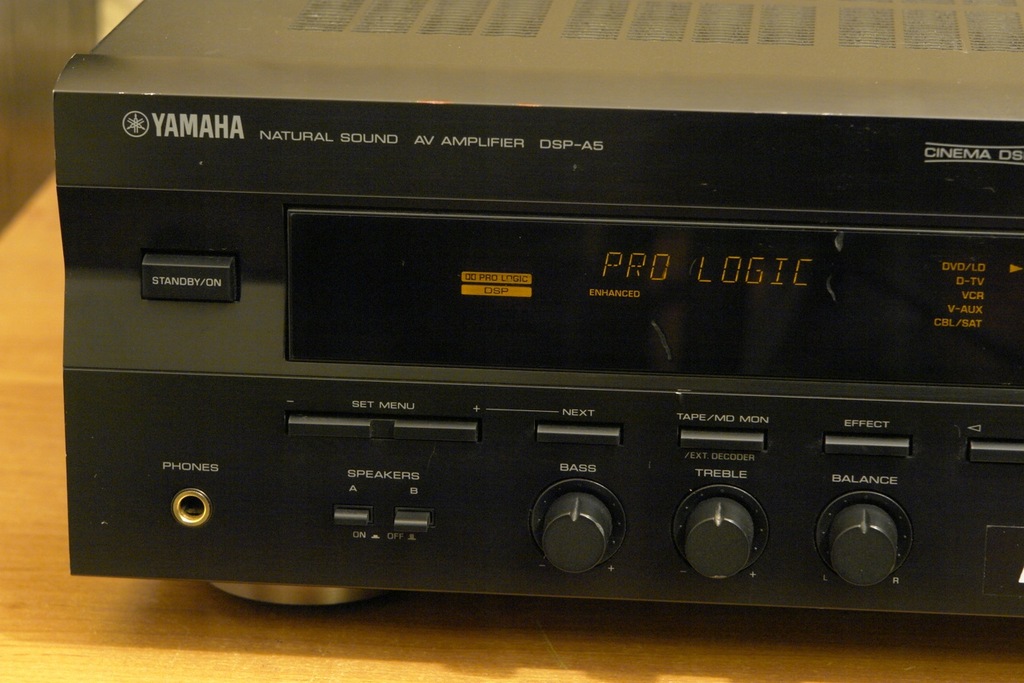 YAMAHA NATURAL SOUND AV AMPLIFIER DSP-A5
CINEMA DS
STANDBY/ON
PRO LOGIC
DSP
PRO LOGIC
ENHANCED
DVD/LD
D-TV
VCR
V-AUX
CBL/SAT
- SET MENU +
NEXT
TAPE/MD MON
/EXT. DECODER
EFFECT
PHONES
SPEAKERS
A B
ON OFF
BASS
- +
TREBLE
- +
BALANCE
L R